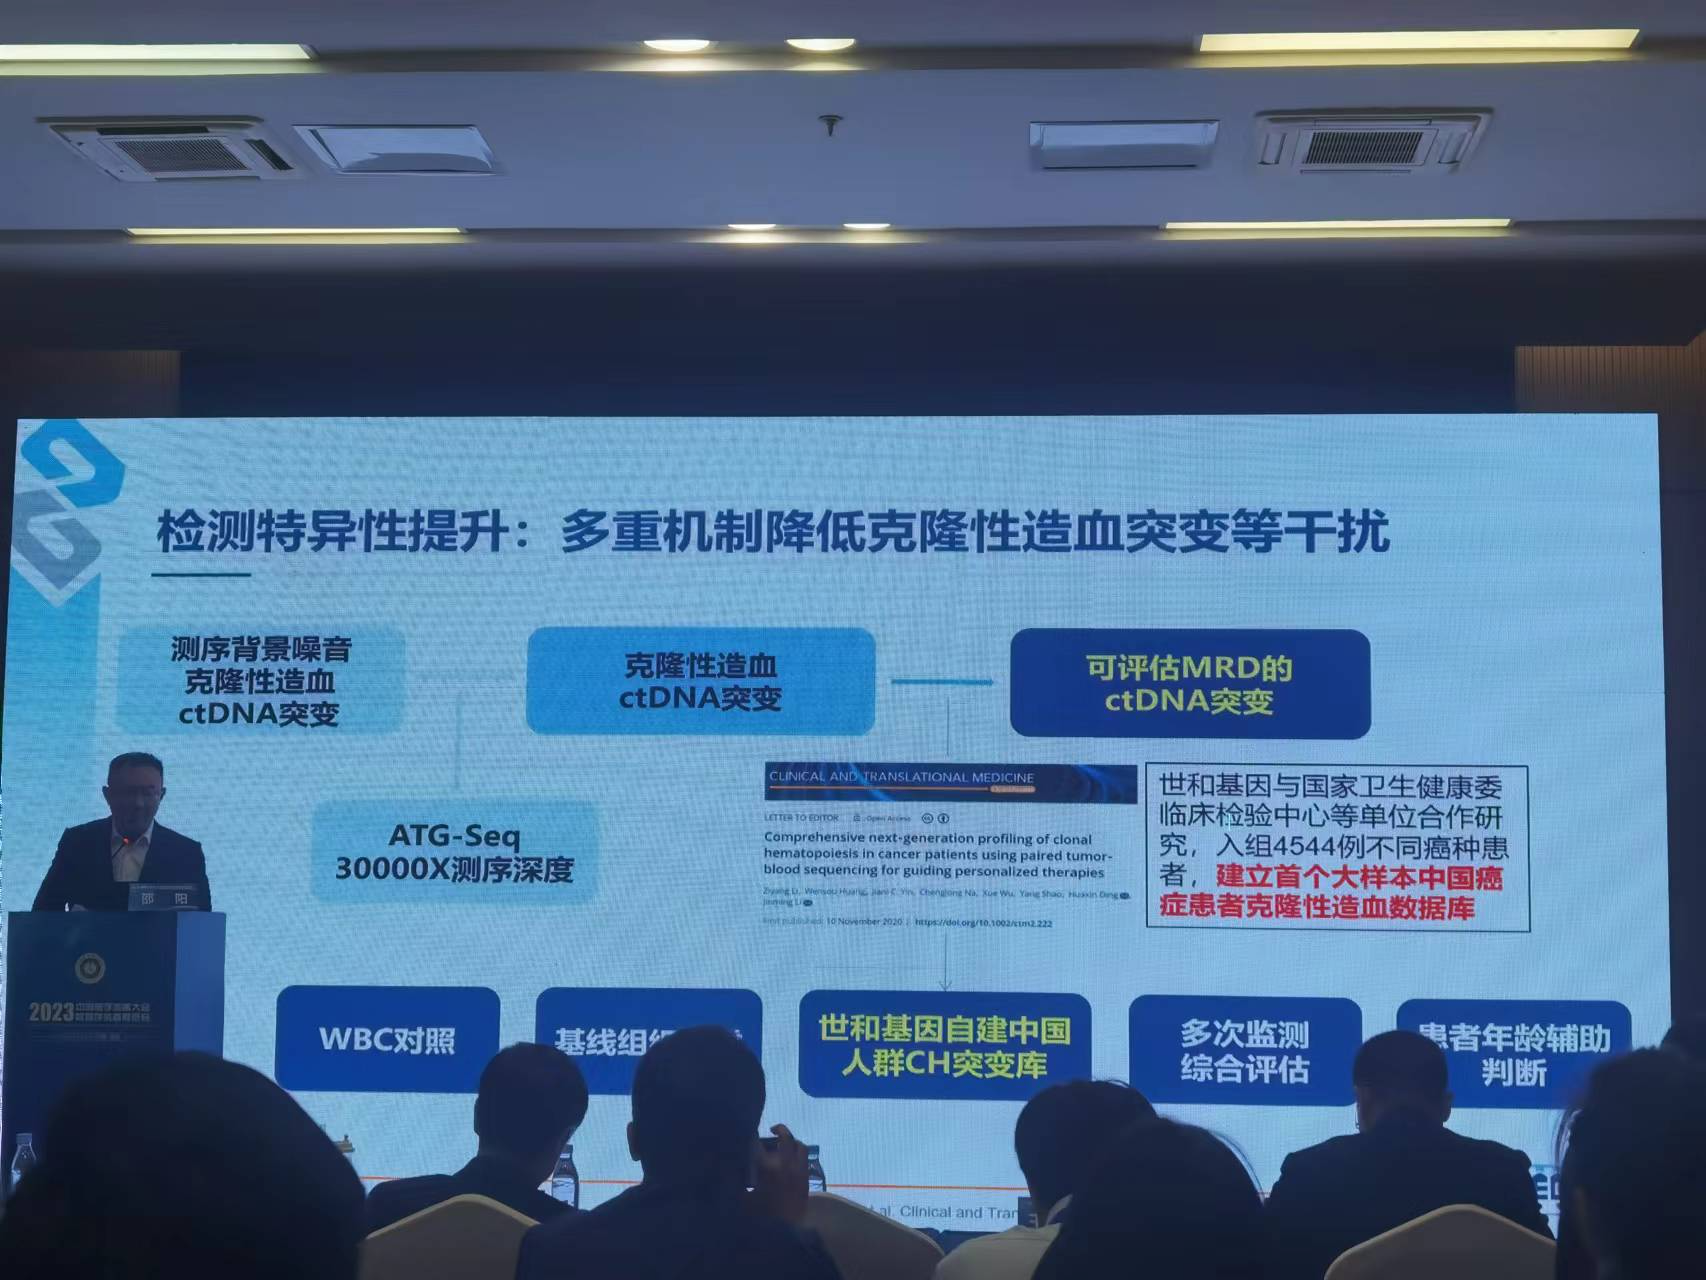 检测特异性提升：多重机制降低克隆性造血突变等干扰
测序背景噪音
克隆性造血
ctDNA突变
克隆性造血
ctDNA突变
可评估MRD的
ctDNA突变
ATG-Seq
30000X测序深度
CLINICAL AND TRANSLATIONAL MEDICINE
LETTER TO EDITOR Open Access
Comprehensive next-generation profiling of clonal
hematopoiesis in cancer patients using paired tumor-
blood sequencing for guiding personalized therapies
Ziyang Li, Wensou Huang, Jiani C. Yin, Chenglong Na, Xue Wu, Yang Shao, Huaxin Ding
Jinming Li
First published: 10 November 2020 | https://doi.org/10.1002/ctm2.222
世和基因与国家卫生健康委
临床检验中心等单位合作研
究，入组4544例不同癌种患
者，建立首个大样本中国癌
症患者克隆性造血数据库
WBC对照
基线组织
世和基因自建中国
人群CH突变库
多次监测
综合评估
患者年龄辅助
判断
al. Clinical and Tran
邵 阳
2023